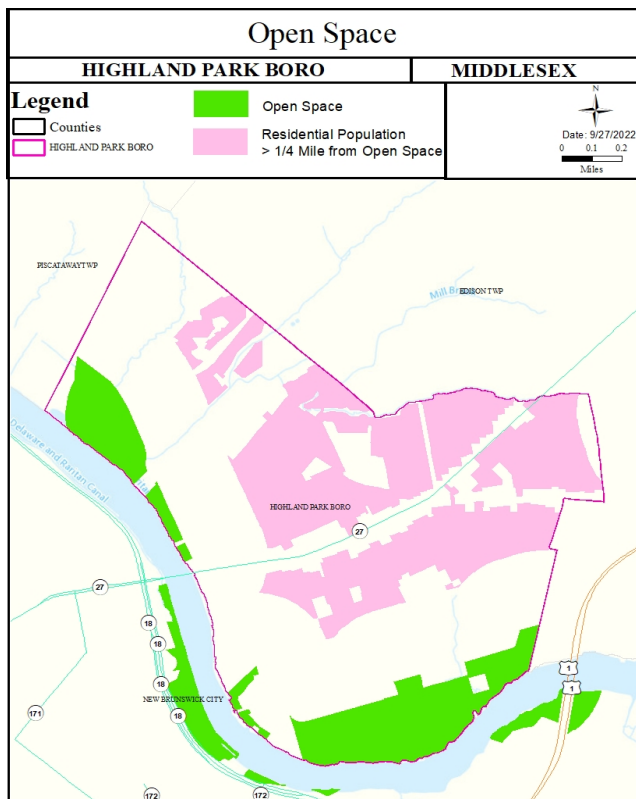 Open Space
HIGHLAND PARK BORO
MIDDLESEX
Legend
Counties
HIGHLAND PARK BORO
Open Space
Residential Population
> 1/4 Mile from Open Space
N
Date: 9/27/2022
0 0.1 0.2
Miles
PISCATAWAY TWP
EDISON TWP
Mill
Delaware and Raritan Canal
HIGHLAND PARK BORO
27
27
18
18
18
18
NEW BRUNSWICK CITY
1
1
171
172
172